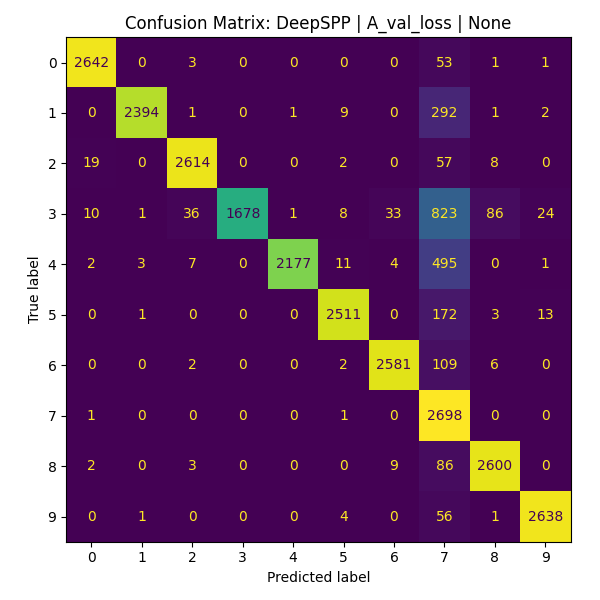 Confusion Matrix: DeepSPP | A_val_loss | None
0 2642 0 3 0 0 0 0 53 1 1
1 0 2394 1 0 1 9 0 292 1 2
2 19 0 2614 0 0 2 0 57 8 0
3 10 1 36 1678 1 8 33 823 86 24
4 2 3 7 0 2177 11 4 495 0 1
5 0 1 0 0 0 2511 0 172 3 13
6 0 0 2 0 0 2 2581 109 6 0
7 1 0 0 0 0 1 0 2698 0 0
8 2 0 3 0 0 0 9 86 2600 0
9 0 1 0 0 0 4 0 56 1 2638
0 1 2 3 4 5 6 7 8 9
True label
Predicted label